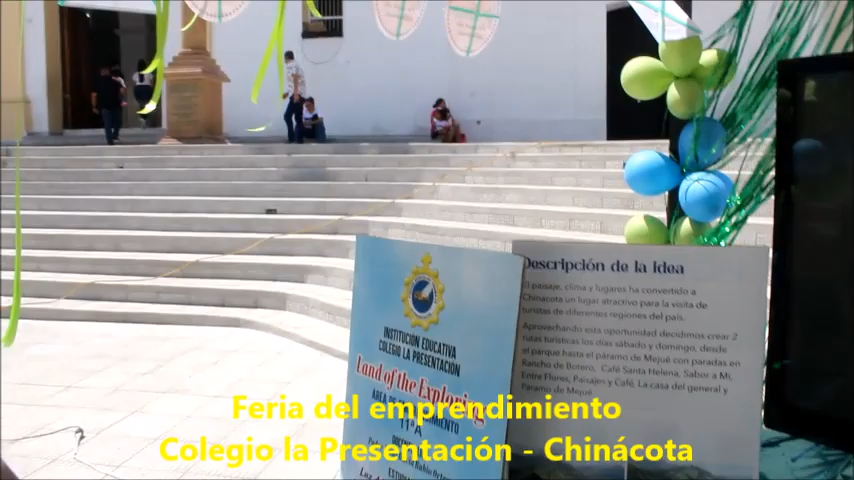 INSTITUCIÓN EDUCATIVA
COLEGIO LA PRESENTACIÓN
Land of the Exploring
11°A
Descripción de la Idea
El paisaje, clima y lugares ha convertido a
Chinácota un lugar atractivo para la visita de
turistas de diferentes regiones del país.
Aprovechando esta oportunidad decidimos crear 2
rutas turísticas los días sábado y domingo, desde
el parque hasta el páramo de Mejué con paradas en
Rancho de Botero, Café Santa Helena, Sabor a Mi,
Entre Flores, Paisajes y Café, La casa del general y
Páramo de Mejué.
Feria del emprendimiento
Colegio la Presentación - Chinácota